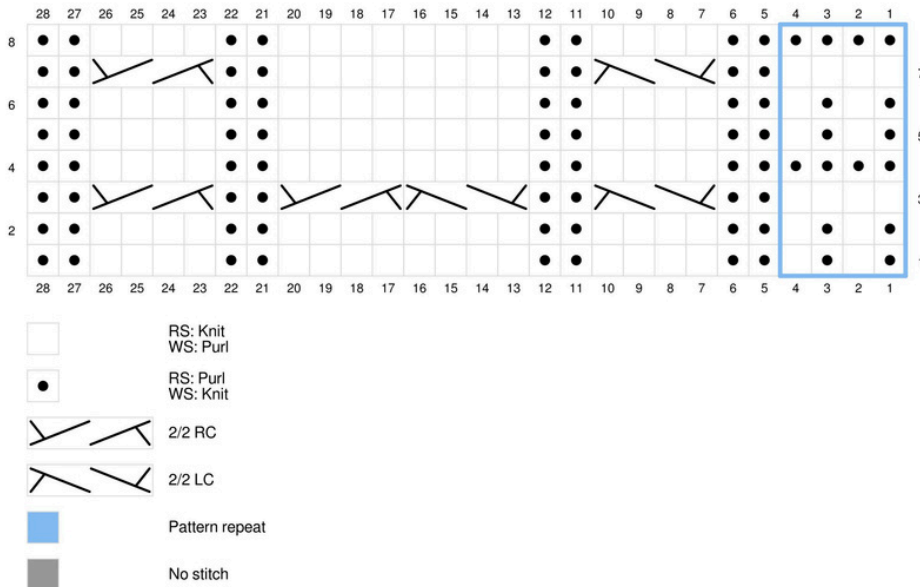 28 27 26 25 24 23 22 21 20 19 18 17 16 15 14 13 12 11 10 9 8 7 6 5 4 3 2 1
8
6
4
2
28 27 26 25 24 23 22 21 20 19 18 17 16 15 14 13 12 11 10 9 8 7 6 5 4 3 2 1
RS: Knit
WS: Purl
RS: Purl
WS: Knit
2/2 RC
2/2 LC
Pattern repeat
No stitch